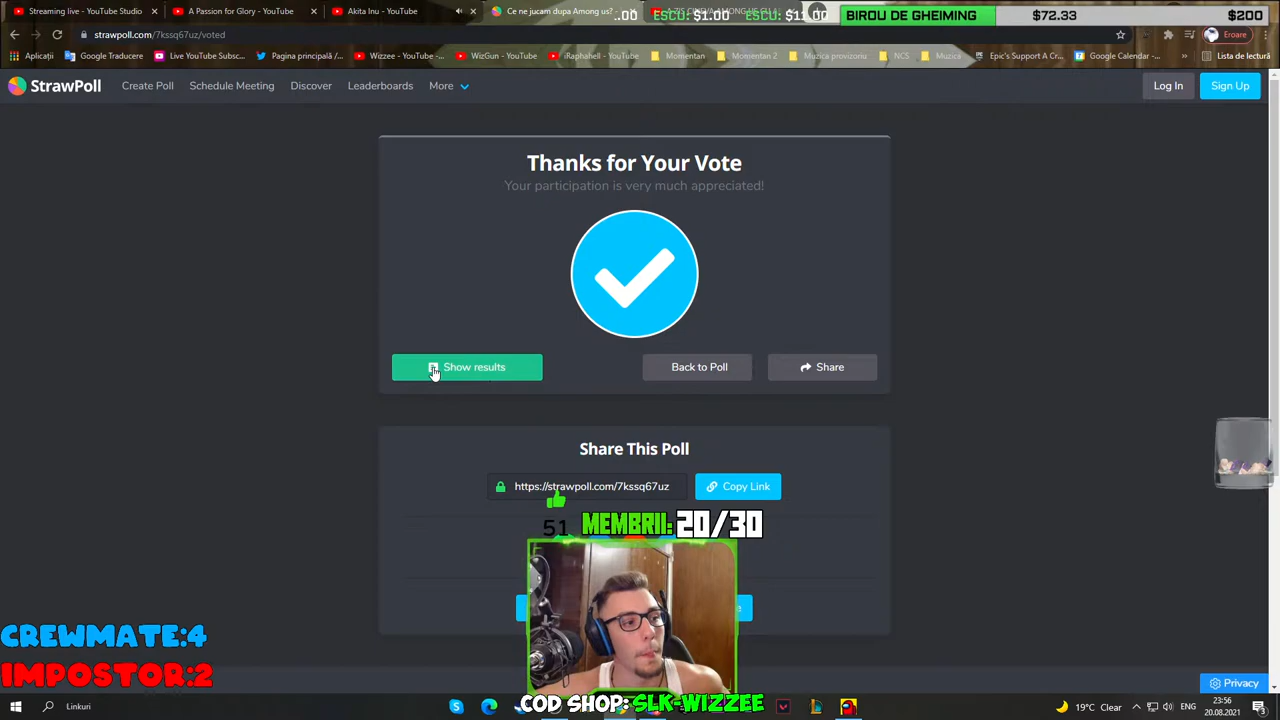 Streaming live - YouTube Studio
A Passion for Glory - YouTube
Akita Inu - YouTube
Ce ne jucam dupa Among us?
ESCU: $1.00
BIROU DE GHEIMING
$72.33
$200
strawpoll.com/7kssq67uz/voted
Eroare
Aplicații
Google Traduceri
Live YouTube Subsc...
Pagina principală /...
Wizzee - YouTube -...
WizGun - YouTube
iRaphahell - YouTube
Momentan
Momentan 2
Muzica provizoriu
NCS
Muzica
Epic's Support A Cr...
Google Calendar -...
Lista de lectură
StrawPoll
Create Poll
Schedule Meeting
Discover
Leaderboards
More
Log In
Sign Up
Thanks for Your Vote
Your participation is very much appreciated!
Show results
Back to Poll
Share
Share This Poll
https://strawpoll.com/7kssq67uz
Copy Link
51
MEMBRII: 20/30
CREWMATE:4
IMPOSTOR:2
COD SHOP: SLK-WIZZEE
Privacy
Linkuri
19°C Clear
23:56
20.08.2021